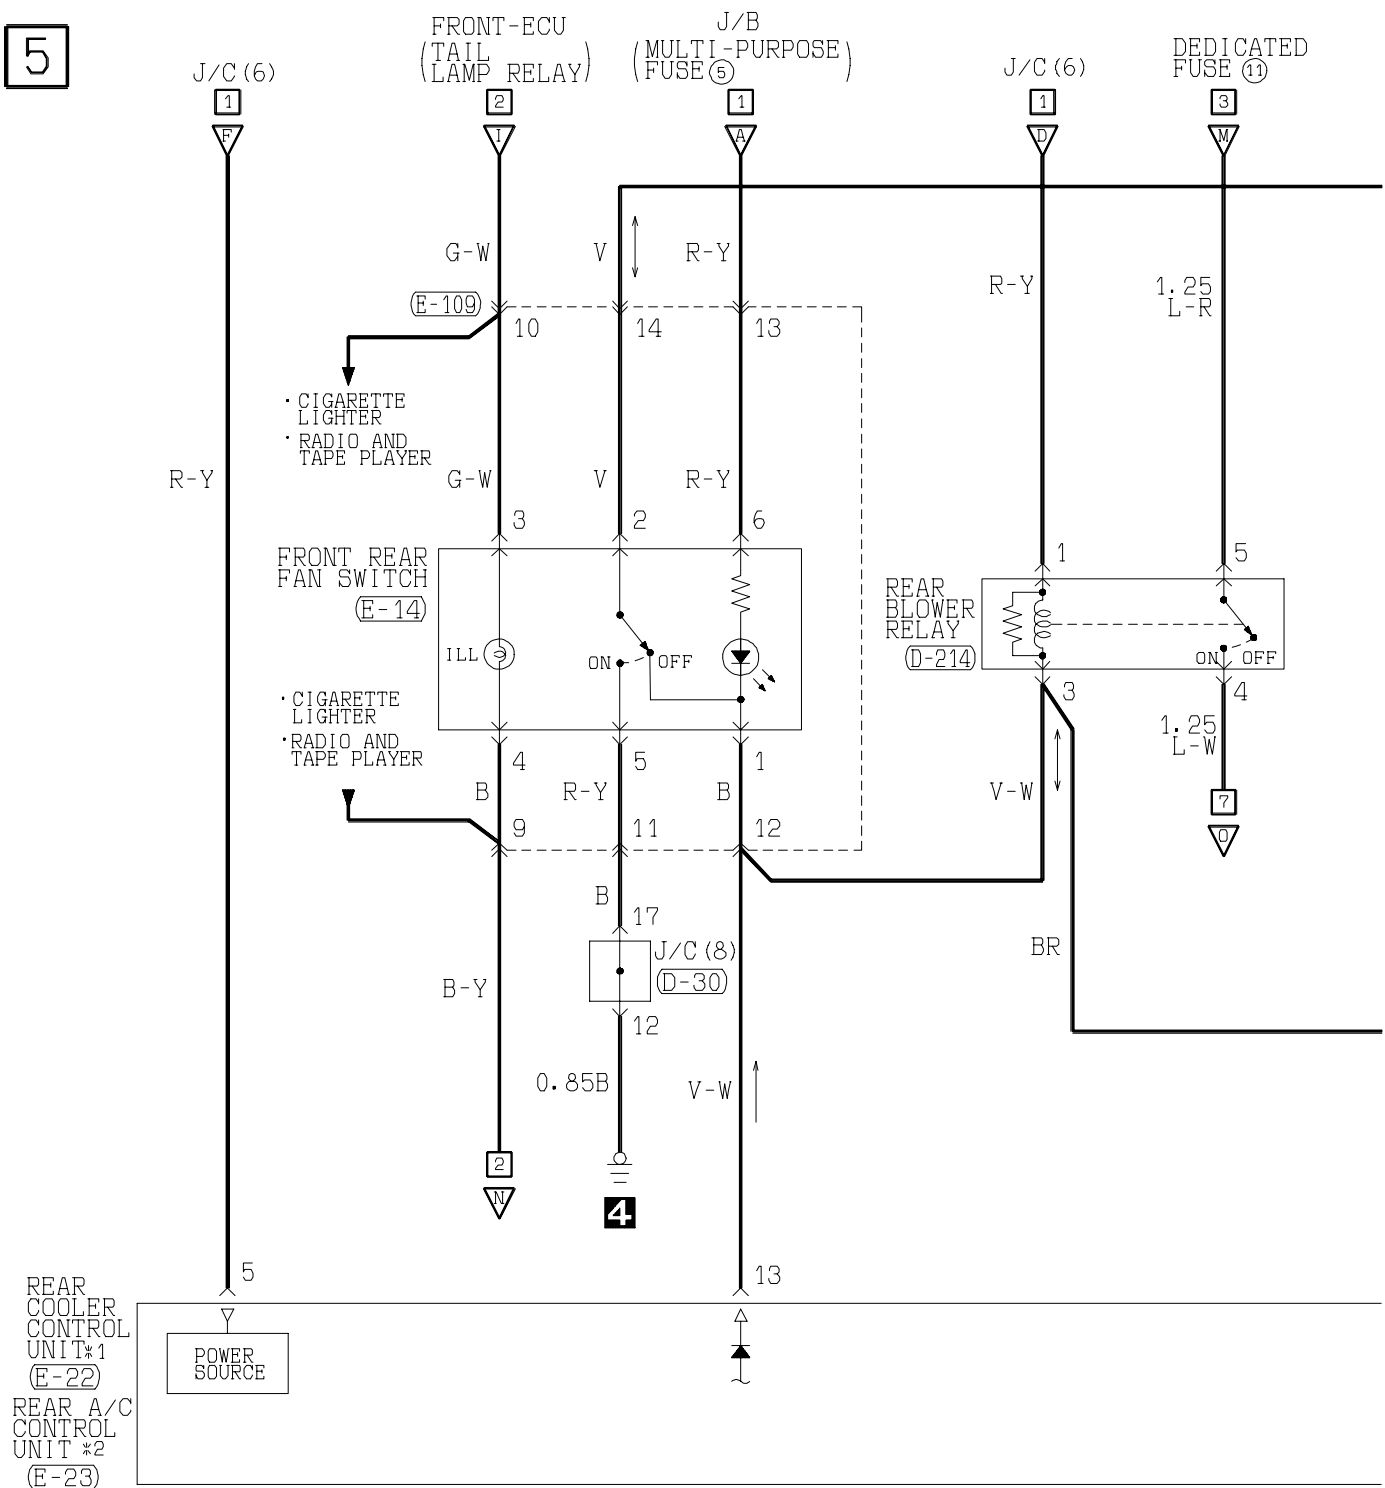 5
J/C(6)
FRONT-ECU
(TAIL
LAMP RELAY)
J/B
(MULTI-PURPOSE
FUSE⑤)
J/C(6)
DEDICATED
FUSE ⑪
1
2
1
1
3
F
I
A
D
M
G-W
V
R-Y
R-Y
1.25
L-R
E-109
10
14
13
· CIGARETTE
LIGHTER
· RADIO AND
TAPE PLAYER
R-Y
G-W
V
R-Y
3
2
6
1
5
FRONT REAR
FAN SWITCH
E-14
ILL
ON
OFF
REAR
BLOWER
RELAY
D-214
ON
OFF
· CIGARETTE
LIGHTER
· RADIO AND
TAPE PLAYER
4
5
1
3
4
1.25
L-W
B
R-Y
B
V-W
7
O
9
11
12
B
17
J/C(8)
D-30
BR
B-Y
12
0.85B
V-W
2
N
4
5
13
REAR
COOLER
CONTROL
UNIT*1
E-22
REAR A/C
CONTROL
UNIT *2
E-23
POWER
SOURCE